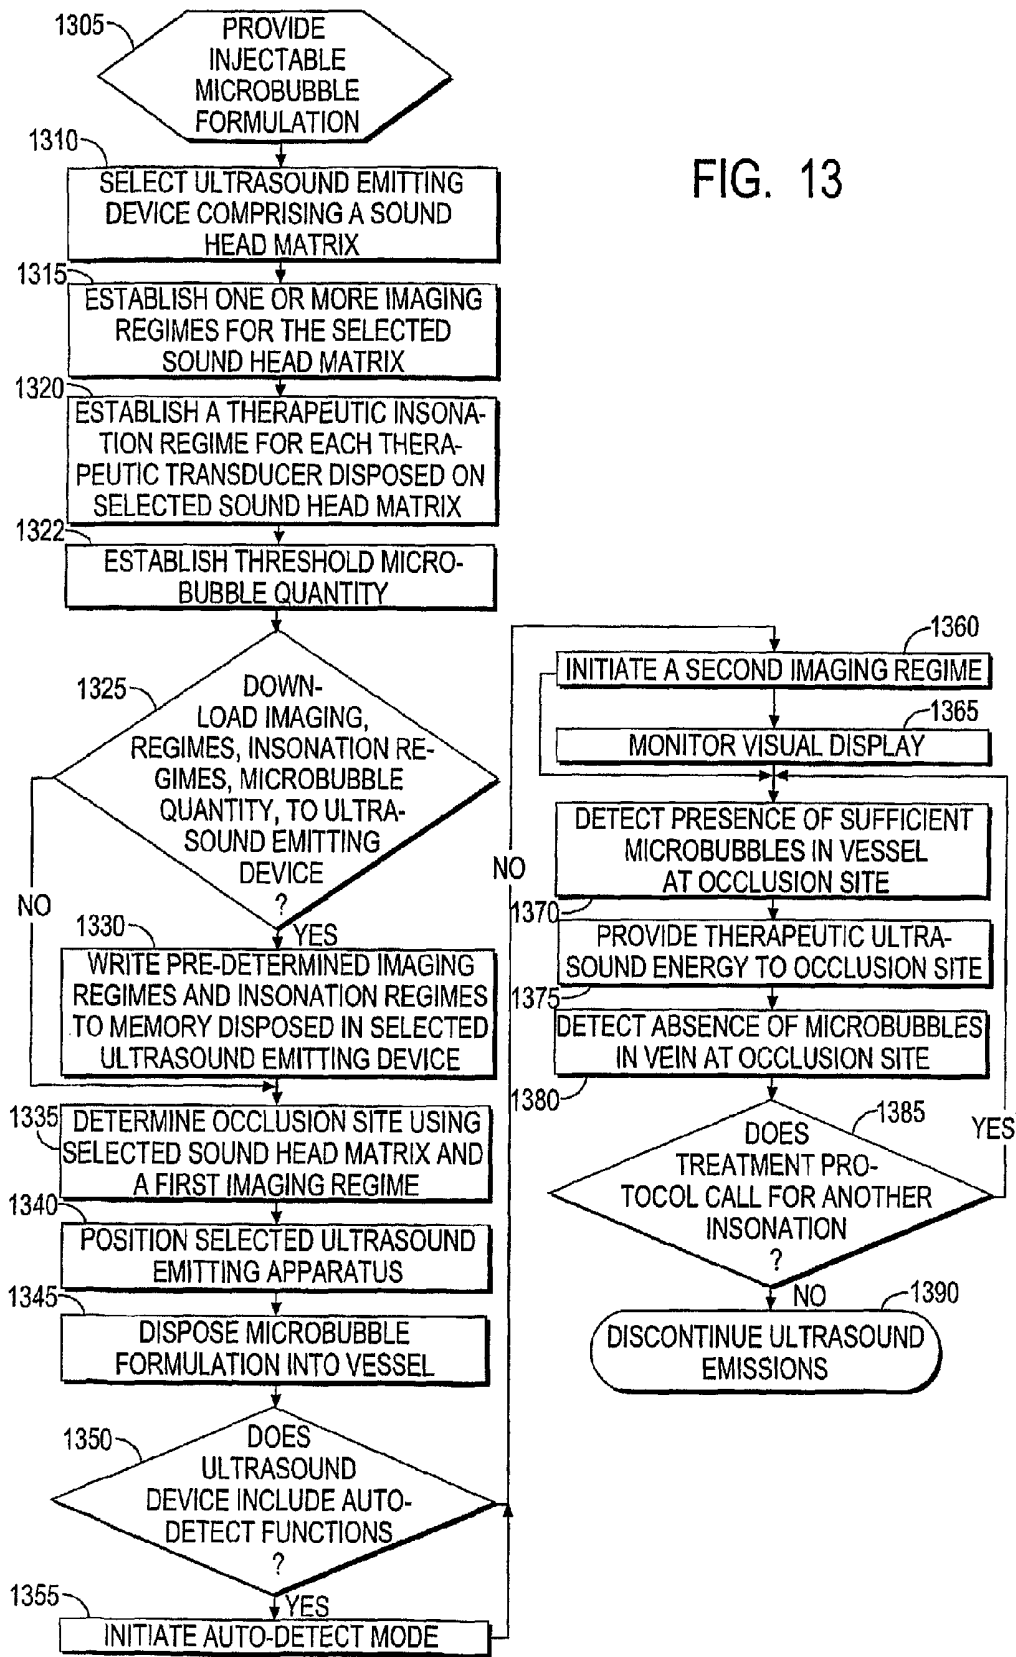 1305
PROVIDE
INJECTABLE
MICROBUBBLE
FORMULATION
FIG. 13
1310
SELECT ULTRASOUND EMITTING
DEVICE COMPRISING A SOUND
HEAD MATRIX
1315
ESTABLISH ONE OR MORE IMAGING
REGIMES FOR THE SELECTED
SOUND HEAD MATRIX
1320
ESTABLISH A THERAPEUTIC INSONA-
TION REGIME FOR EACH THERA-
PEUTIC TRANSDUCER DISPOSED ON
SELECTED SOUND HEAD MATRIX
1322
ESTABLISH THRESHOLD MICRO-
BUBBLE QUANTITY
1325
DOWN-
LOAD IMAGING,
REGIMES, INSONATION RE-
GIMES, MICROBUBBLE
QUANTITY, TO ULTRA-
SOUND EMITTING
DEVICE
?
NO
YES
1330
WRITE PRE-DETERMINED IMAGING
REGIMES AND INSONATION REGIMES
TO MEMORY DISPOSED IN SELECTED
ULTRASOUND EMITTING DEVICE
1335
DETERMINE OCCLUSION SITE USING
SELECTED SOUND HEAD MATRIX AND
A FIRST IMAGING REGIME
1340
POSITION SELECTED ULTRASOUND
EMITTING APPARATUS
1345
DISPOSE MICROBUBBLE
FORMULATION INTO VESSEL
1350
DOES
ULTRASOUND
DEVICE INCLUDE AUTO-
DETECT FUNCTIONS
?
YES
1355
INITIATE AUTO-DETECT MODE
NO
1360
INITIATE A SECOND IMAGING REGIME
1365
MONITOR VISUAL DISPLAY
DETECT PRESENCE OF SUFFICIENT
MICROBUBBLES IN VESSEL
AT OCCLUSION SITE
1370
PROVIDE THERAPEUTIC ULTRA-
SOUND ENERGY TO OCCLUSION SITE
1375
DETECT ABSENCE OF MICROBUBBLES
IN VEIN AT OCCLUSION SITE
1380
1385
DOES
TREATMENT PRO-
TOCOL CALL FOR ANOTHER
INSONATION
?
YES
NO
1390
DISCONTINUE ULTRASOUND
EMISSIONS